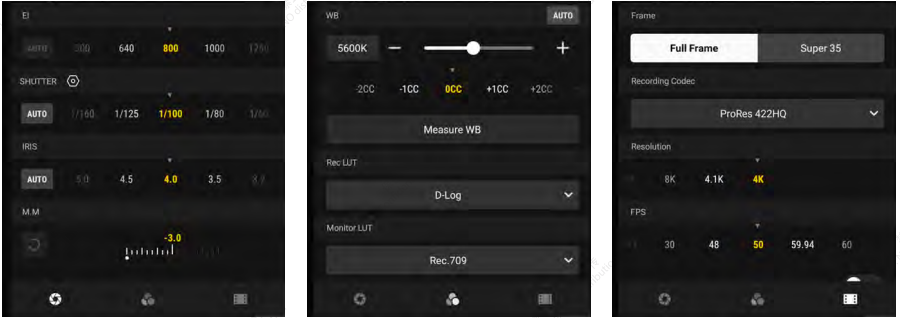 EI
AUTO 500 640 800 1000 1250
SHUTTER
AUTO 1/160 1/125 1/100 1/80 1/60
IRIS
AUTO 5.0 4.5 4.0 3.5
M.M
-3.0
WB AUTO
5600K
-2CC -1CC 0CC +1CC +2CC
Measure WB
Rec LUT
D-Log
Monitor LUT
Rec.709
Frame
Full Frame Super 35
Recording Codec
ProRes 422HQ
Resolution
8K 4.1K 4K
FPS
30 48 50 59.94 60